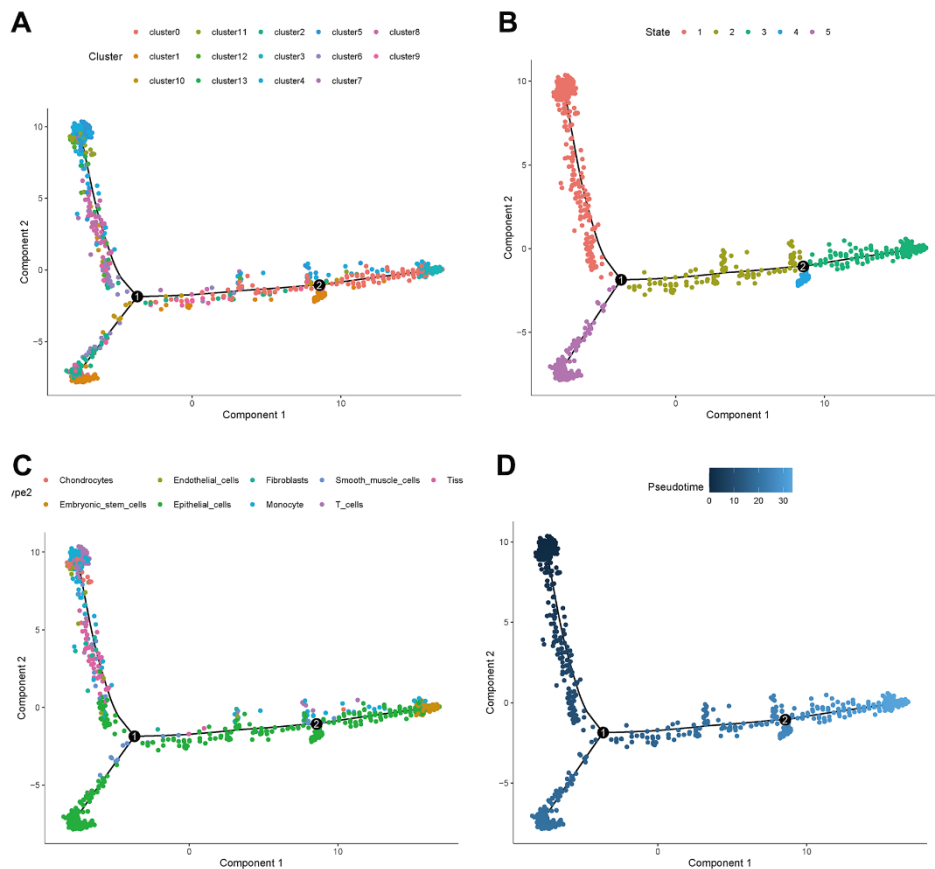 A
cluster0 cluster11 cluster2 cluster5 cluster8
Cluster cluster1 cluster12 cluster3 cluster6 cluster9
cluster10 cluster13 cluster4 cluster7
10
5
0
−5
Component 2
1
2
0 10
Component 1
B
State 1 2 3 4 5
10
5
0
−5
Component 2
1
2
0 10
Component 1
C
Chondrocytes Endothelial_cells Fibroblasts Smooth_muscle_cells Tiss
ype2
Embryonic_stem_cells Epithelial_cells Monocyte T_cells
10
5
0
−5
Component 2
1
2
0 10
Component 1
D
Pseudotime
0 10 20 30
10
5
0
−5
Component 2
1
2
0 10
Component 1